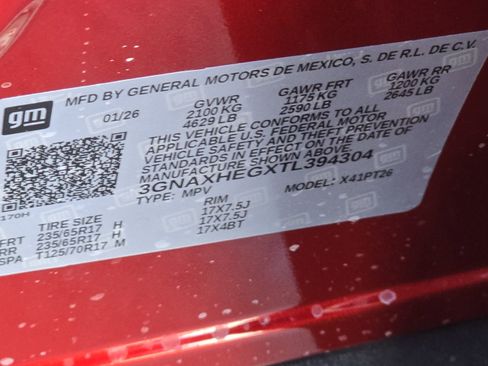 gm
MFD BY GENERAL MOTORS DE MEXICO, S. DE R.L. DE C.V.
01/26 GVWR GAWR FRT GAWR RR
2100 KG 1175 KG 1200 KG
4629 LB 2590 LB 2645 LB
THIS VEHICLE CONFORMS TO ALL
APPLICABLE U.S. FEDERAL MOTOR
VEHICLE SAFETY AND THEFT PREVENTION
STANDARDS IN EFFECT ON THE DATE OF
MANUFACTURE SHOWN ABOVE.
3GNAXHEGXTL394304
TYPE: MPV MODEL: X41PT26
170H
TIRE SIZE RIM
FRT 235/65R17 H 17X7.5J
RR 235/65R17 H 17X7.5J
SPA T125/70R17 M 17X4BT